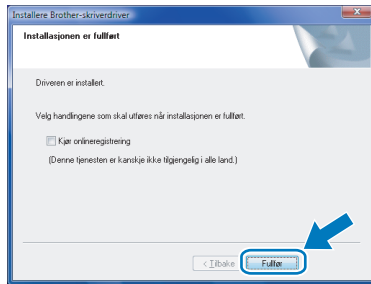 Installere Brother-skriverdriver
Installasjonen er fullført
Driveren er installert.
Velg handlingene som skal utføres når installasjonen er fullført.
Kjør onlineregistrering
(Denne tjenesten er kanskje ikke tilgjengelig i alle land.)
< Tilbake Fullfør